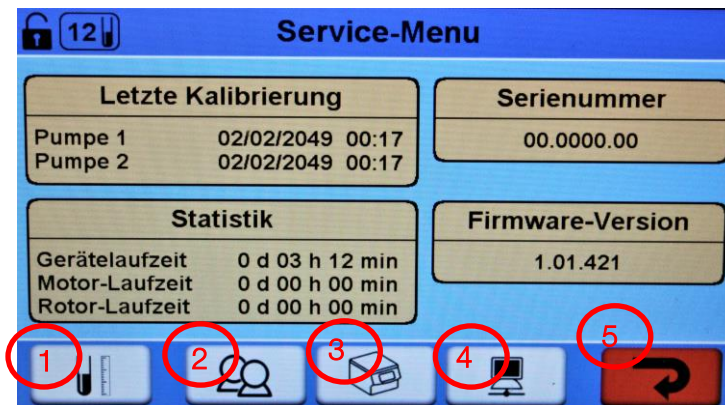 12
Service-Menu
Letzte Kalibrierung
Pumpe 1 02/02/2049 00:17
Pumpe 2 02/02/2049 00:17
Serienummer
00.0000.00
Statistik
Gerätelaufzeit 0 d 03 h 12 min
Motor-Laufzeit 0 d 00 h 00 min
Rotor-Laufzeit 0 d 00 h 00 min
Firmware-Version
1.01.421
1
2
3
4
5